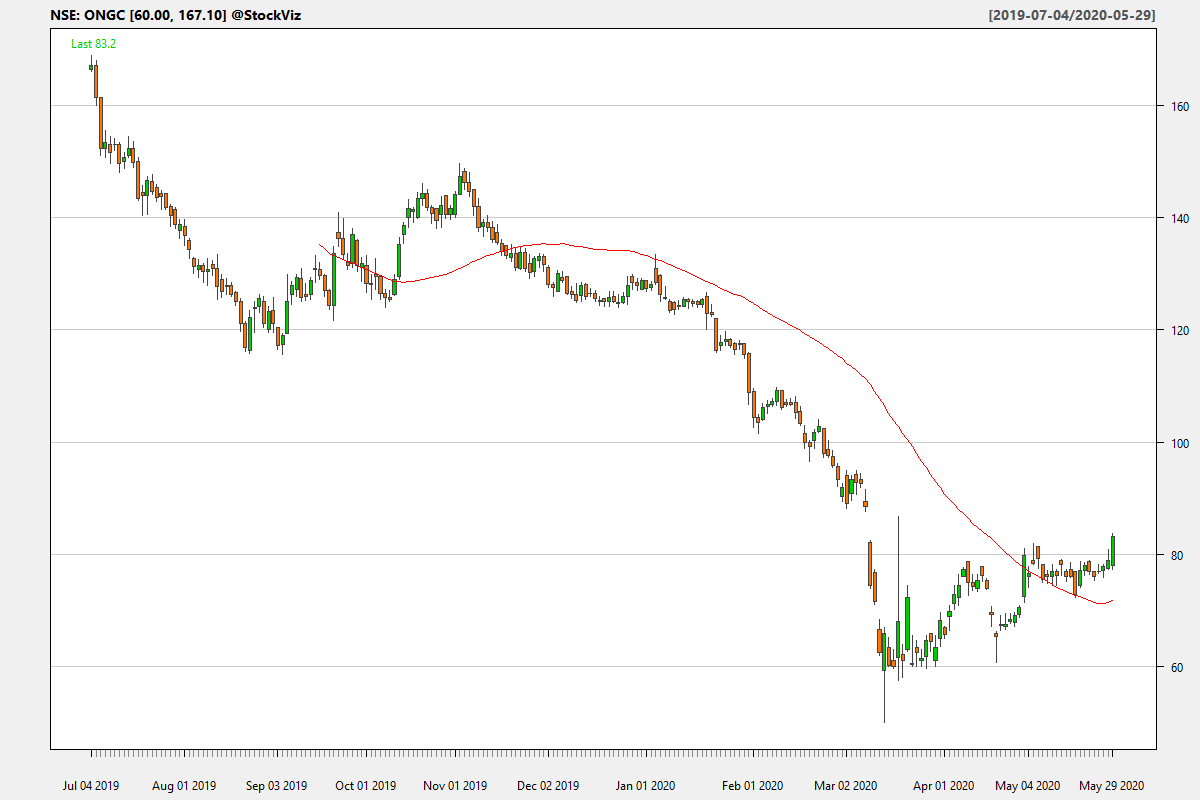 NSE: ONGC [60.00, 167.10] @StockViz [2019-07-04/2020-05-29]
Last 83.2
160
140
120
100
80
60
Jul 04 2019 Aug 01 2019 Sep 03 2019 Oct 01 2019 Nov 01 2019 Dec 02 2019 Jan 01 2020 Feb 01 2020 Mar 02 2020 Apr 01 2020 May 04 2020 May 29 2020